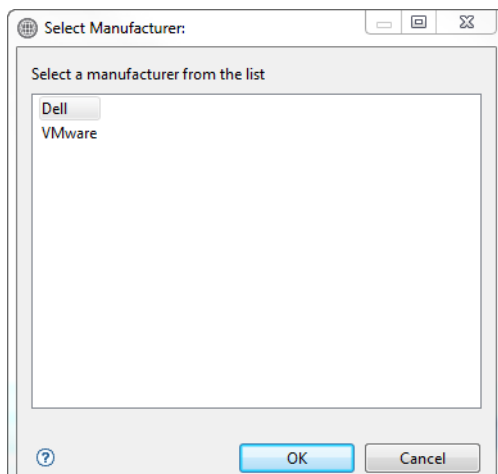 Select Manufacturer:
Select a manufacturer from the list
Dell
VMware
? OK Cancel